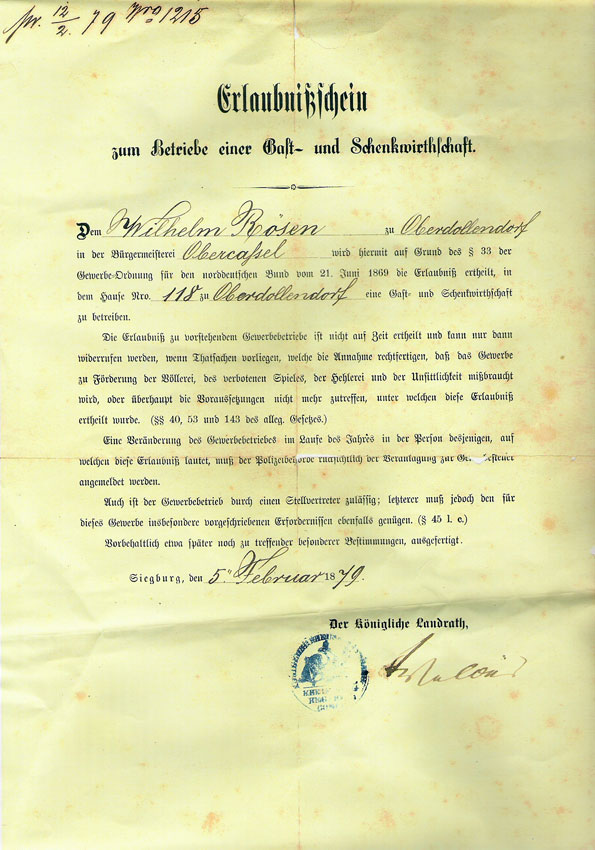 pr. 12/2. 79 Nro 1215
Erlaubnißschein
zum Betriebe einer Gast- und Schenkwirthschaft.
Dem Wilhelm Rösen zu Oberdollendorf
in der Bürgermeisterei Obercassel wird hiermit auf Grund des § 33 der
Gewerbe-Ordnung für den norddeutschen Bund vom 21. Juni 1869 die Erlaubniß ertheilt, in
dem Hause Nro. 118 zu Oberdollendorf eine Gast- und Schenkwirthschaft
zu betreiben.
Die Erlaubniß zu vorstehendem Gewerbebetriebe ist nicht auf Zeit ertheilt und kann nur dann
widerrufen werden, wenn Thatsachen vorliegen, welche die Annahme rechtfertigen, daß das Gewerbe
zu Förderung der Völlerei, des verbotenen Spieles, der Hehlerei und der Unsittlichkeit mißbraucht
wird, oder überhaupt die Voraussetzungen nicht mehr zutreffen, unter welchen diese Erlaubniß
ertheilt wurde. (§§ 40, 53 und 143 des alleg. Gesetzes.)
Eine Veränderung des Gewerbebetriebes im Laufe des Jahres in der Person desjenigen, auf
welchen diese Erlaubniß lautet, muß der Polizeibehörde rücksichtlich der Veranlagung zur Gewerbesteuer
angemeldet werden.
Auch ist der Gewerbebetrieb durch einen Stellvertreter zulässig; letzterer muß jedoch den für
dieses Gewerbe insbesondere vorgeschriebenen Erfordernissen ebenfalls genügen. (§ 45 l. c.)
Vorbehaltlich etwa später noch zu treffender besonderer Bestimmungen, ausgefertigt.
Siegburg, den 5. Februar 1879.
Der Königliche Landrath,